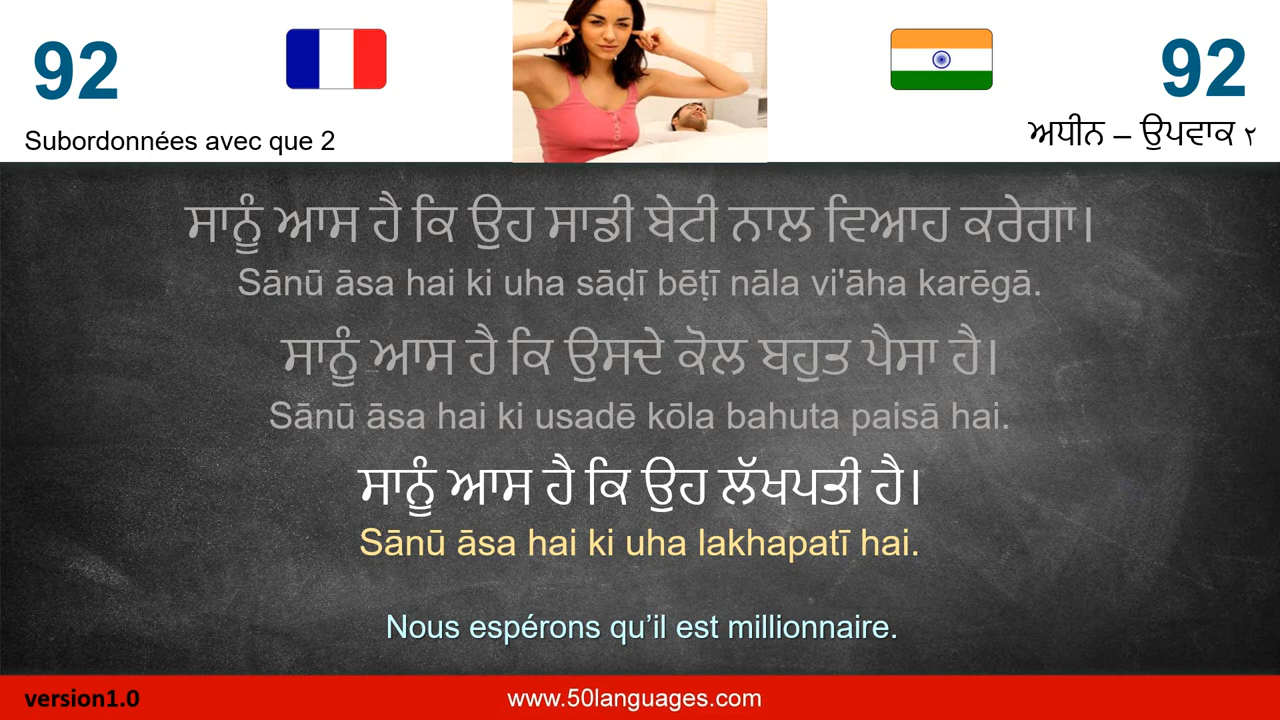 92
92
Subordonnées avec que 2
ਅਧੀਨ – ਉਪਵਾਕ ੨
ਸਾਨੂੰ ਆਸ ਹੈ ਕਿ ਉਹ ਸਾਡੀ ਬੇਟੀ ਨਾਲ ਵਿਆਹ ਕਰੇਗਾ।
Sānū āsa hai ki uha sāḍī bēṭī nāla vi'āha karēgā.
ਸਾਨੂੰ ਆਸ ਹੈ ਕਿ ਉਸਦੇ ਕੋਲ ਬਹੁਤ ਪੈਸਾ ਹੈ।
Sānū āsa hai ki usadē kōla bahuta paisā hai.
ਸਾਨੂੰ ਆਸ ਹੈ ਕਿ ਉਹ ਲੱਖਪਤੀ ਹੈ।
Sānū āsa hai ki uha lakhapatī hai.
Nous espérons qu’il est millionnaire.
version1.0
www.50languages.com